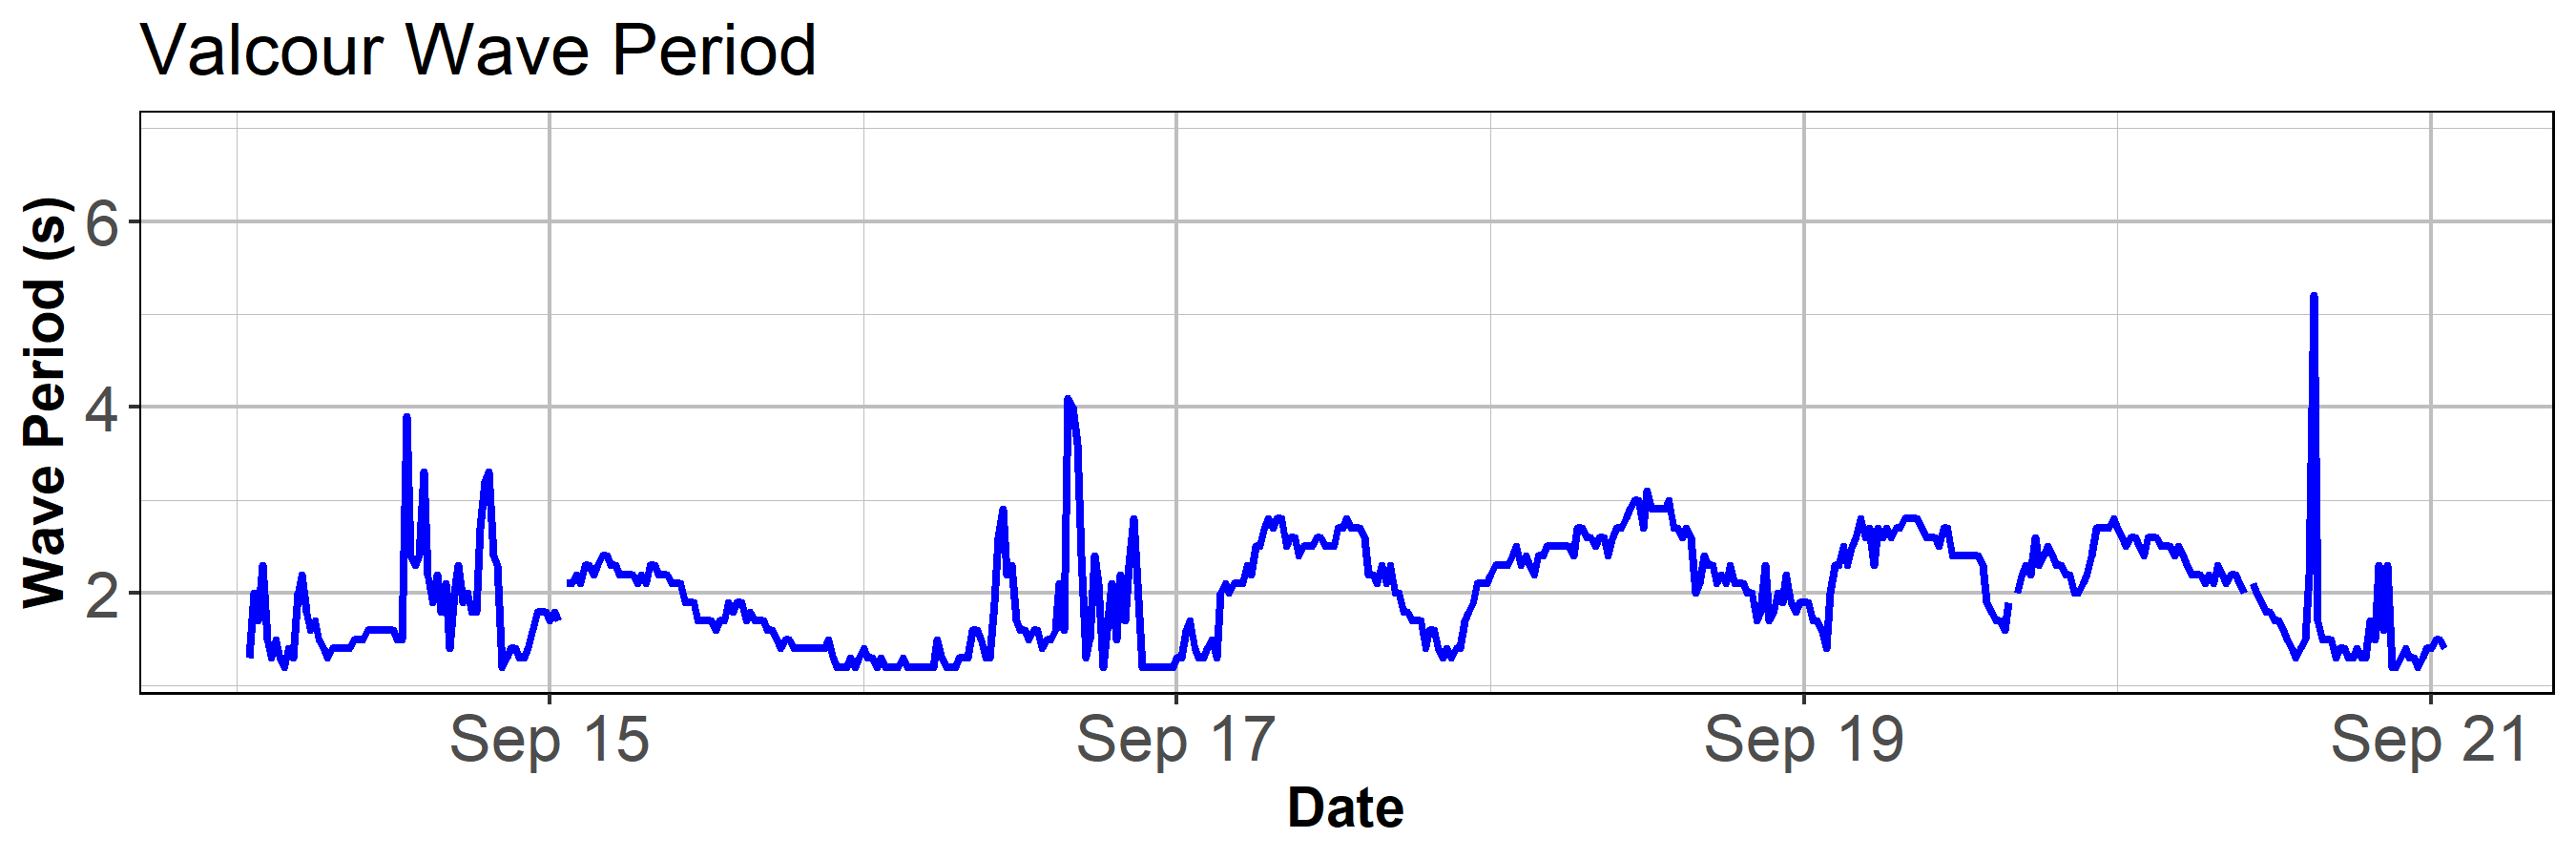 Valcour Wave Period
Wave Period (s)
6
4
2
Sep 15
Sep 17
Sep 19
Sep 21
Date